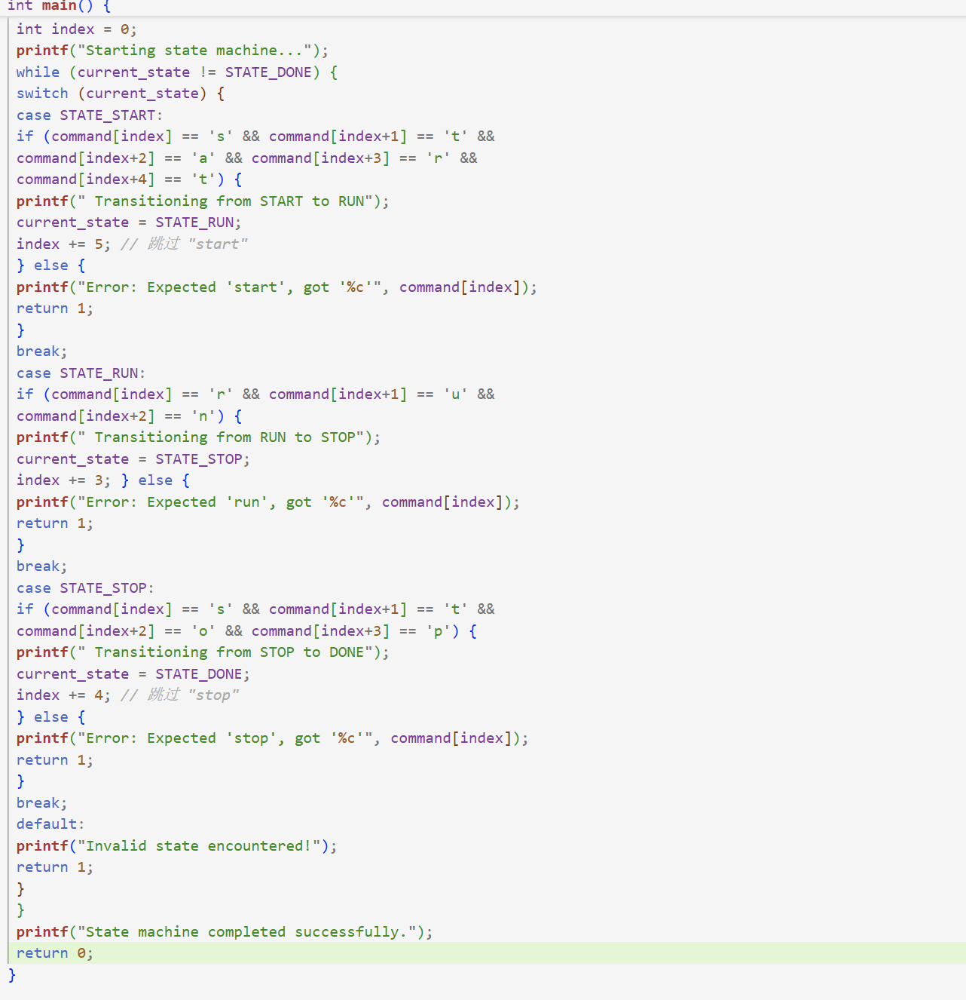 int main() {
int index = 0;
printf("Starting state machine...");
while (current_state != STATE_DONE) {
switch (current_state) {
case STATE_START:
if (command[index] == 's' && command[index+1] == 't' &&
command[index+2] == 'a' && command[index+3] == 'r' &&
command[index+4] == 't') {
printf(" Transitioning from START to RUN");
current_state = STATE_RUN;
index += 5; // 跳过 "start"
} else {
printf("Error: Expected 'start', got '%c'", command[index]);
return 1;
}
break;
case STATE_RUN:
if (command[index] == 'r' && command[index+1] == 'u' &&
command[index+2] == 'n') {
printf(" Transitioning from RUN to STOP");
current_state = STATE_STOP;
index += 3; } else {
printf("Error: Expected 'run', got '%c'", command[index]);
return 1;
}
break;
case STATE_STOP:
if (command[index] == 's' && command[index+1] == 't' &&
command[index+2] == 'o' && command[index+3] == 'p') {
printf(" Transitioning from STOP to DONE");
current_state = STATE_DONE;
index += 4; // 跳过 "stop"
} else {
printf("Error: Expected 'stop', got '%c'", command[index]);
return 1;
}
break;
default:
printf("Invalid state encountered!");
return 1;
}
}
printf("State machine completed successfully.");
return 0;
}